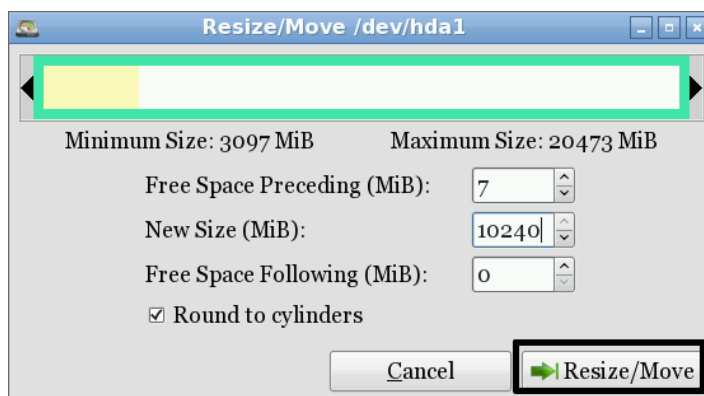 Resize/Move /dev/hda1
Minimum Size: 3097 MiB Maximum Size: 20473 MiB
Free Space Preceding (MiB): 7
New Size (MiB): 10240
Free Space Following (MiB): 0
Round to cylinders
Cancel Resize/Move